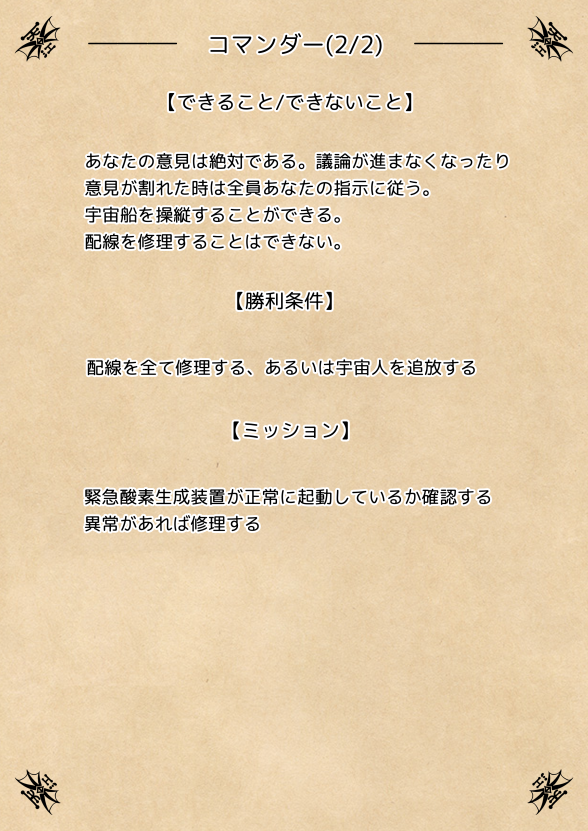 コマンダー(2/2)
【できること/できないこと】
あなたの意見は絶対である。議論が進まなくなったり
意見が割れた時は全員あなたの指示に従う。
宇宙船を操縦することができる。
配線を修理することはできない。
【勝利条件】
配線を全て修理する、あるいは宇宙人を追放する
【ミッション】
緊急酸素生成装置が正常に起動しているか確認する
異常があれば修理する